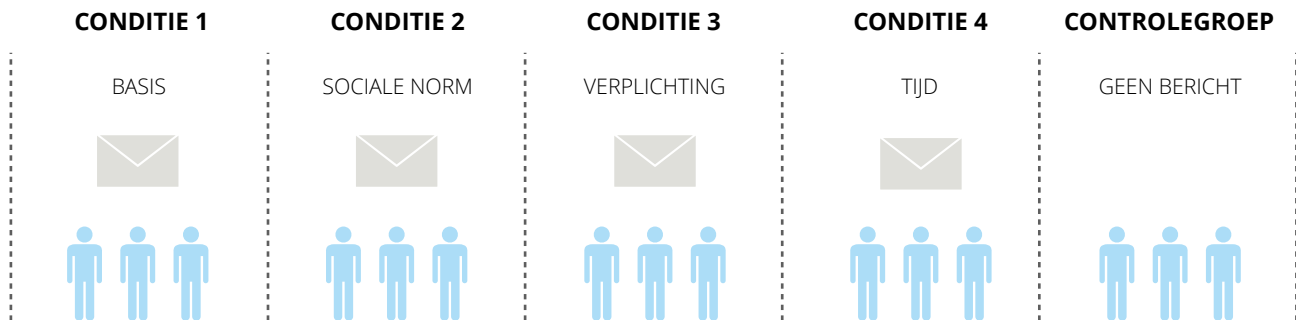 CONDITIE 1
CONDITIE 2
CONDITIE 3
CONDITIE 4
CONTROLEGROEP
BASIS
SOCIALE NORM
VERPLICHTING
TIJD
GEEN BERICHT